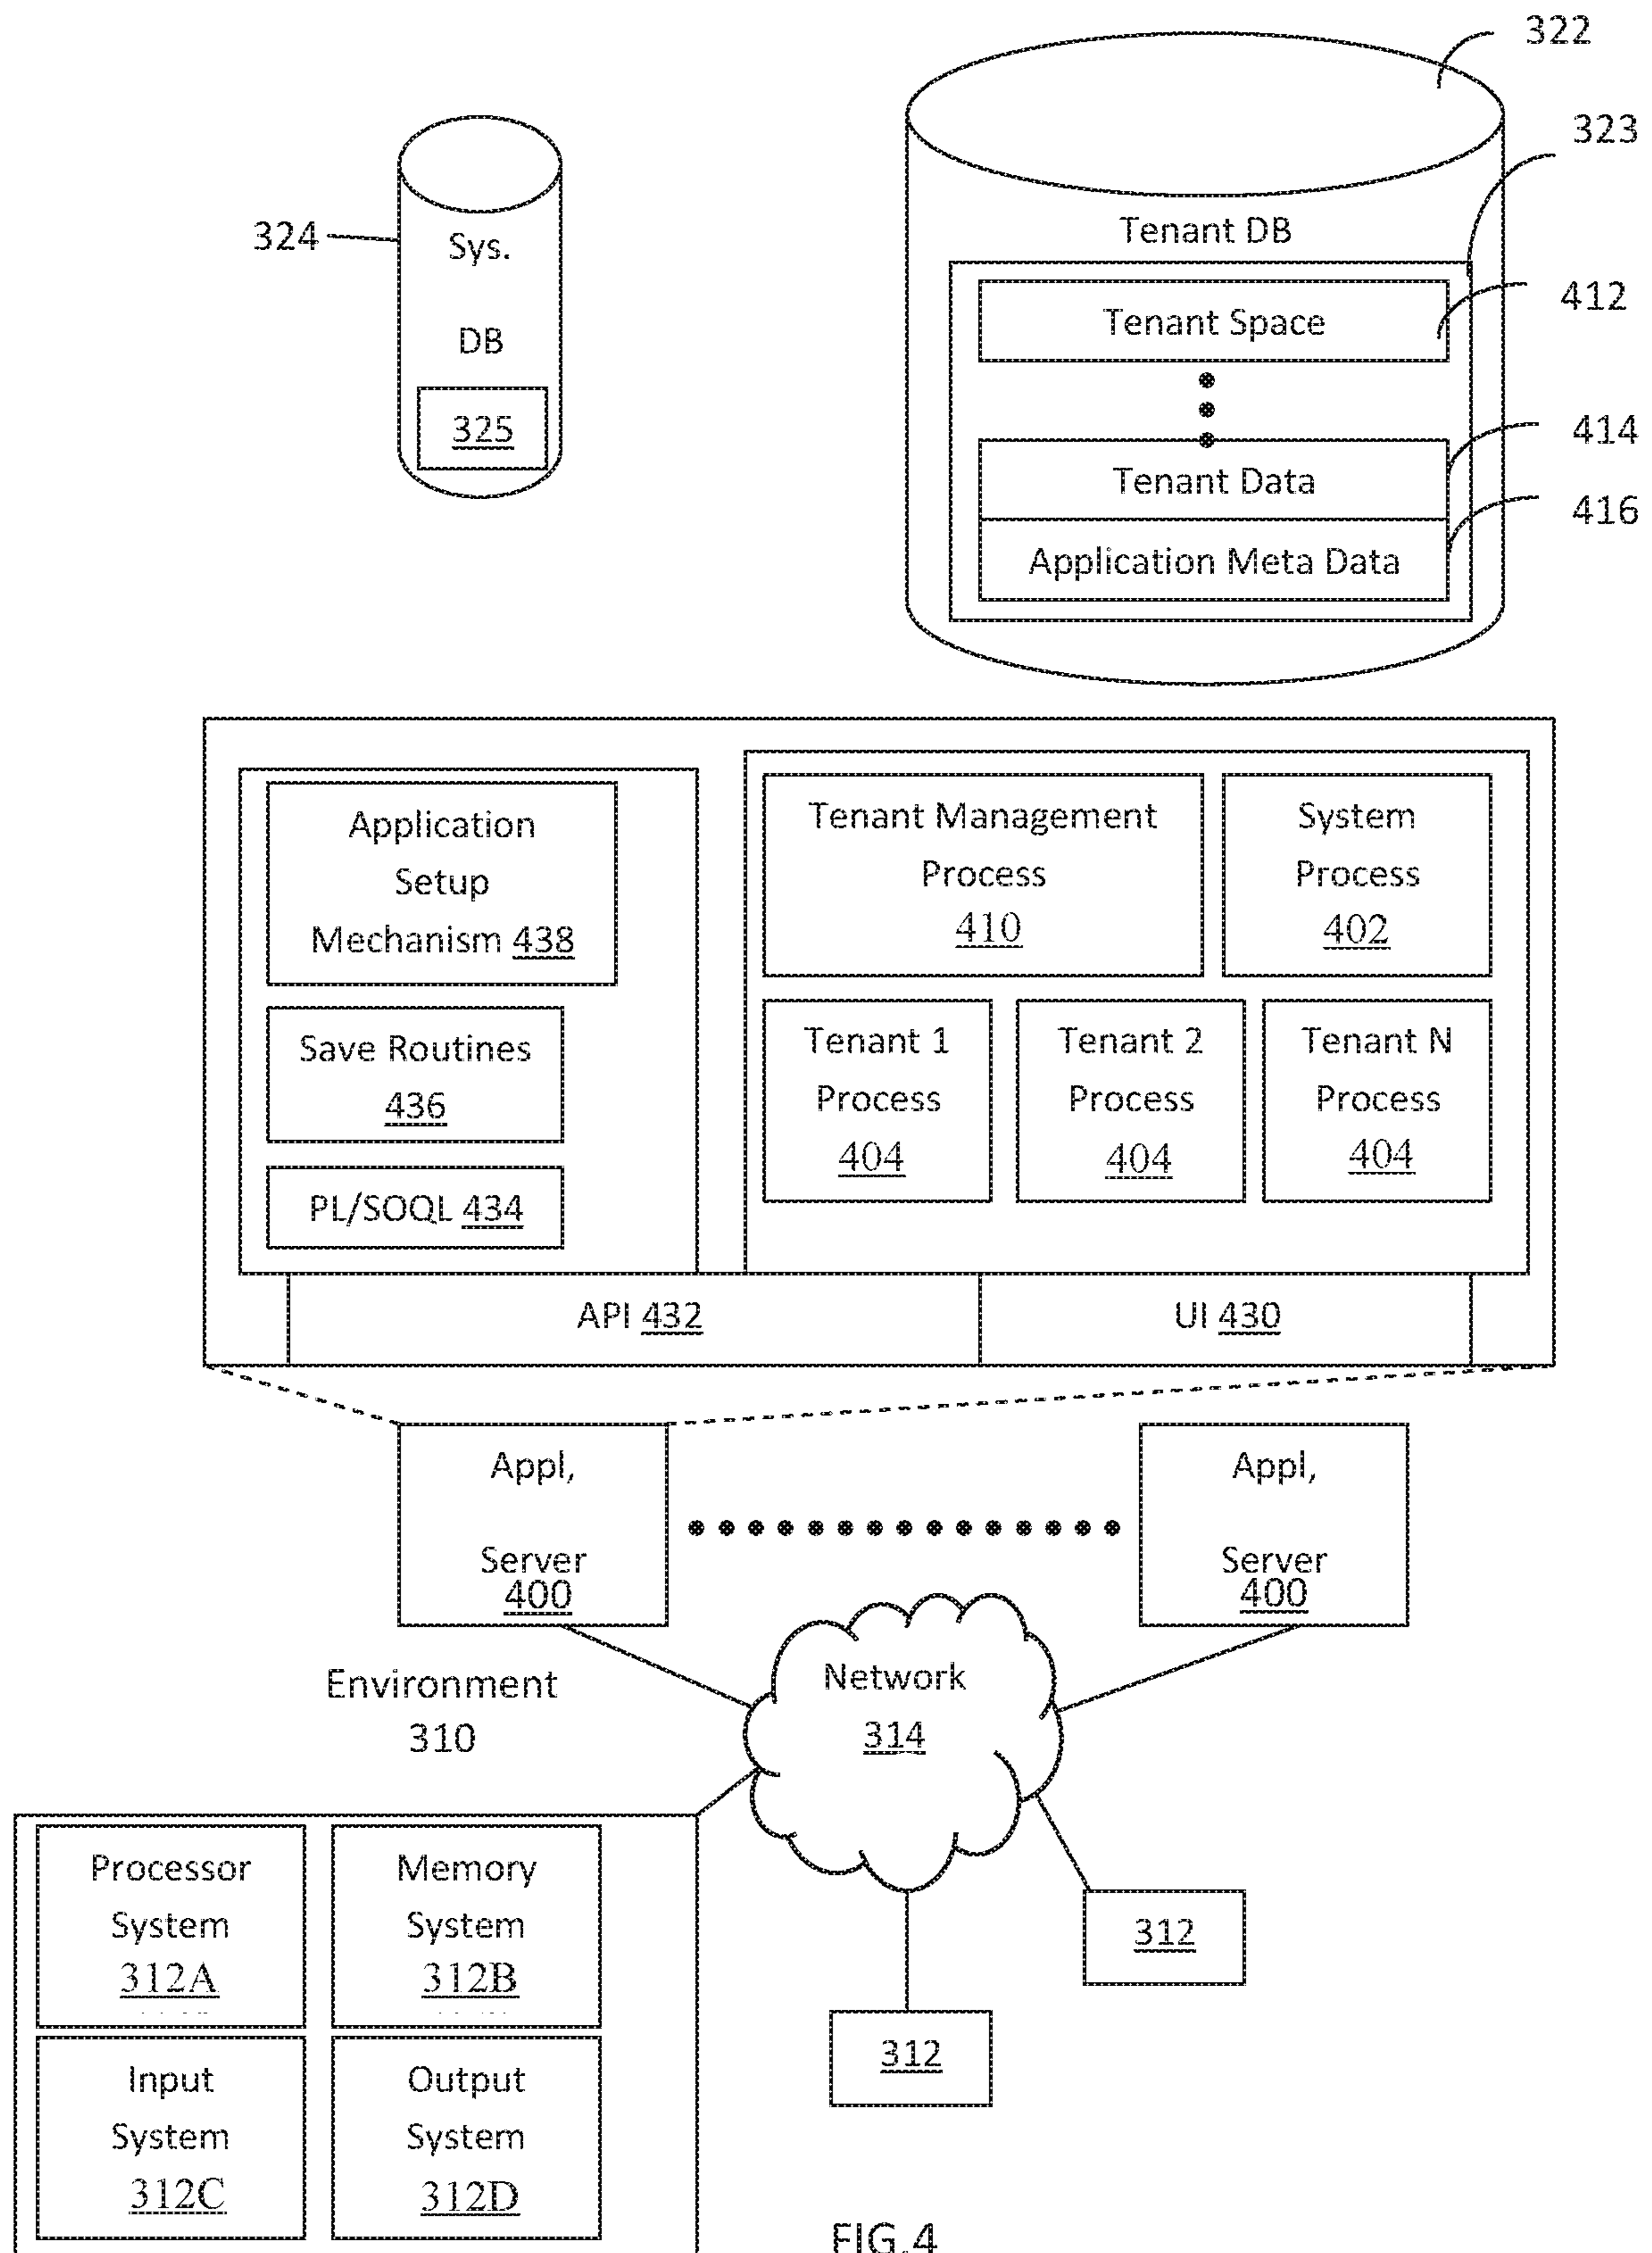 322
323
324
Sys.
DB
325
Tenant DB
Tenant Space
412
414
Tenant Data
416
Application Meta Data
Application
Setup
Mechanism 438
Save Routines
436
PL/SOQL 434
Tenant Management
Process
410
System
Process
402
Tenant 1
Process
404
Tenant 2
Process
404
Tenant N
Process
404
API 432
UI 430
Appl,
Server
400
Appl,
Server
400
Environment
310
Network
314
Processor
System
312A
Memory
System
312B
Input
System
312C
Output
System
312D
312
312
FIG.4